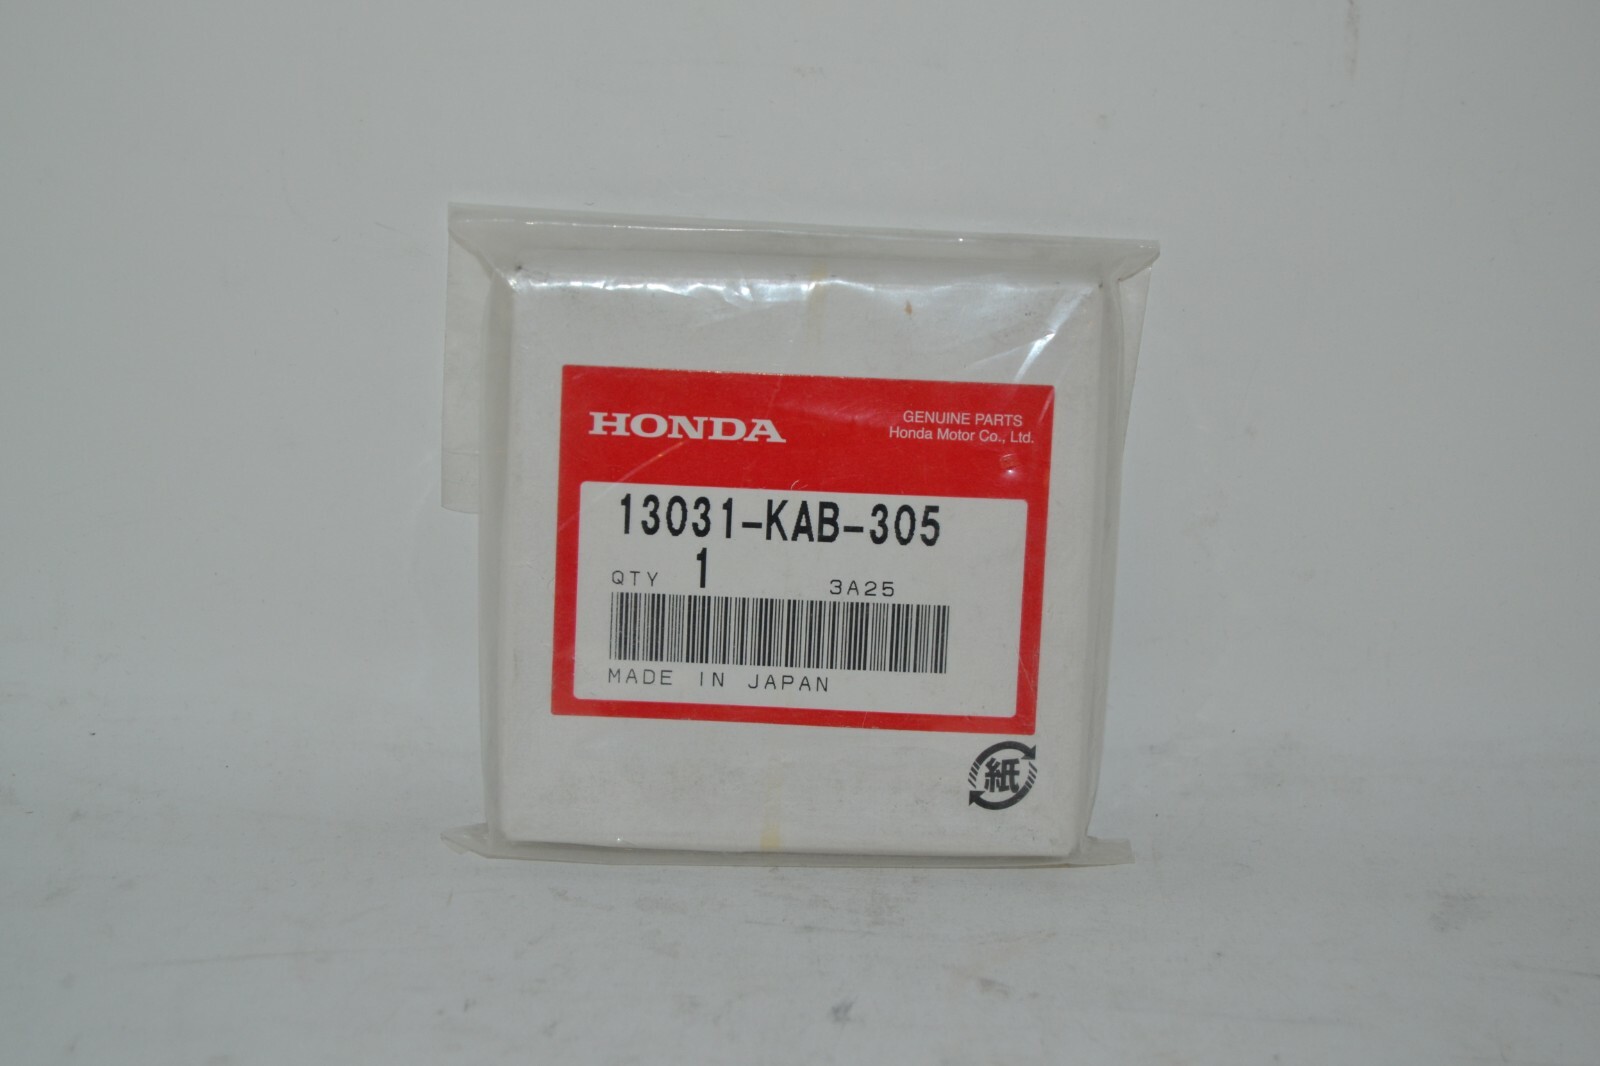 HONDA
GENUINE PARTS
Honda Motor Co., Ltd.
13031-KAB-305
QTY 1 3A25
MADE IN JAPAN
紙